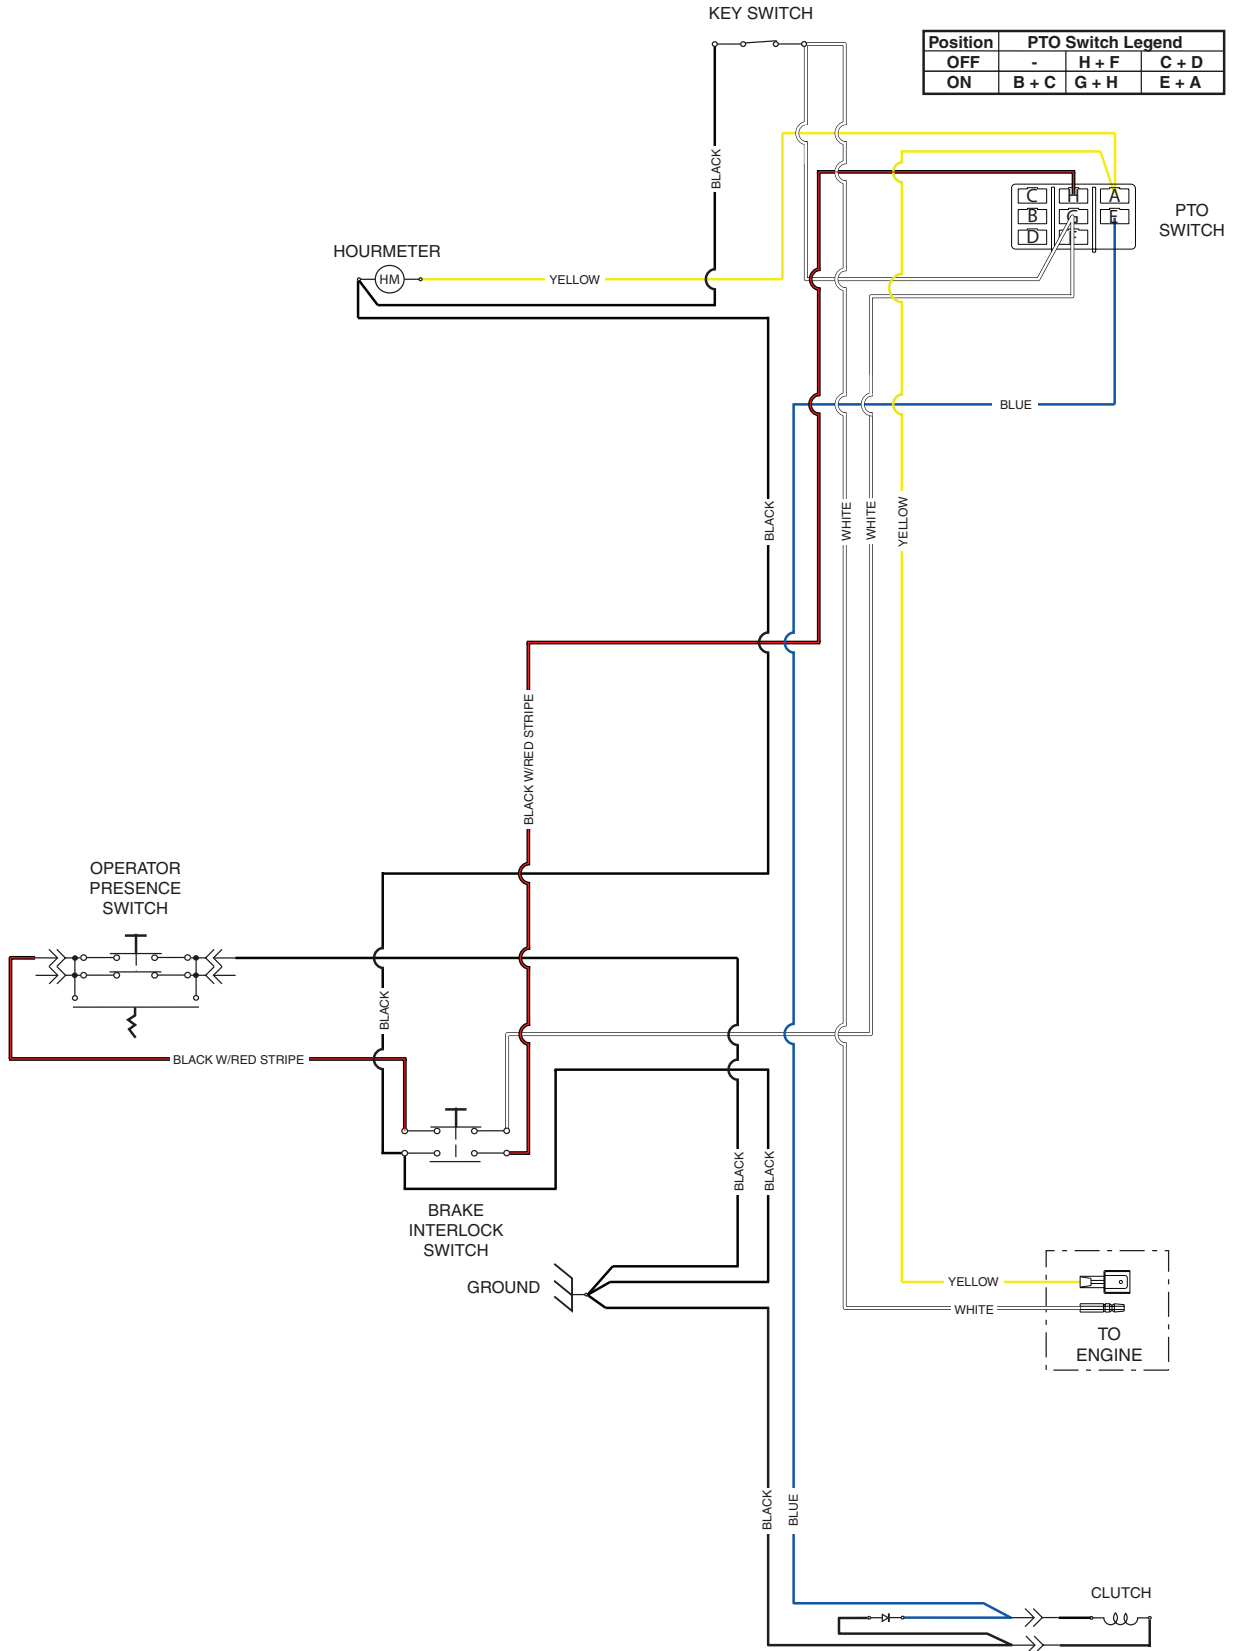 KEY SWITCH
Position PTO Switch Legend
OFF - H + F C + D
ON B + C G + H E + A
BLACK
C H A
B G E
D F
PTO
SWITCH
HOURMETER
HM
YELLOW
BLUE
BLACK
WHITE
WHITE
YELLOW
BLACK W/RED STRIPE
OPERATOR
PRESENCE
SWITCH
BLACK
BLACK W/RED STRIPE
BLACK
BLACK
BRAKE
INTERLOCK
SWITCH
GROUND
YELLOW
WHITE
TO
ENGINE
BLACK
BLUE
CLUTCH